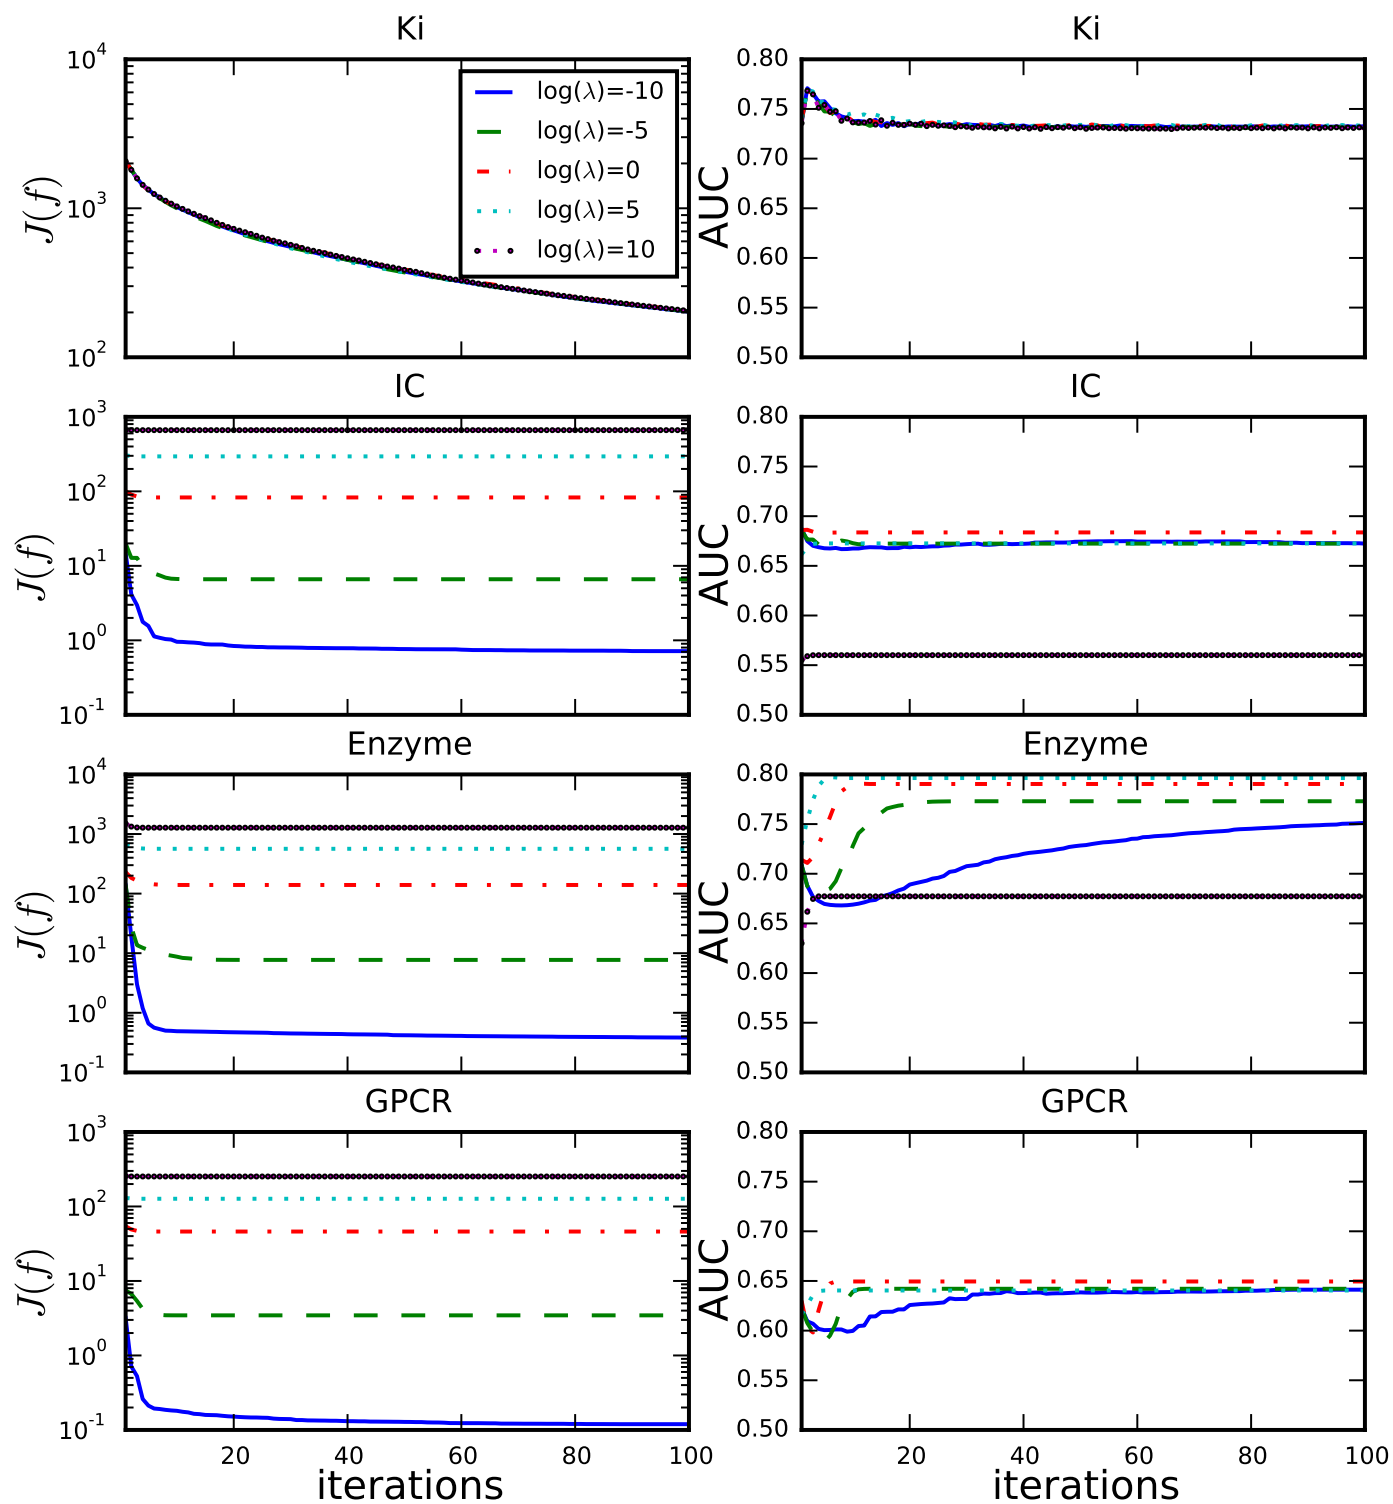 Ki
Ki
10^4
10^3
10^2
J(f)
log(λ)=-10
log(λ)=-5
log(λ)=0
log(λ)=5
log(λ)=10
0.80
0.75
0.70
0.65
0.60
0.55
0.50
AUC
IC
IC
10^3
10^2
10^1
10^0
10^-1
J(f)
0.80
0.75
0.70
0.65
0.60
0.55
0.50
AUC
Enzyme
Enzyme
10^4
10^3
10^2
10^1
10^0
10^-1
J(f)
0.80
0.75
0.70
0.65
0.60
0.55
0.50
AUC
GPCR
GPCR
10^3
10^2
10^1
10^0
10^-1
J(f)
0.80
0.75
0.70
0.65
0.60
0.55
0.50
AUC
20 40 60 80 100
20 40 60 80 100
iterations
iterations